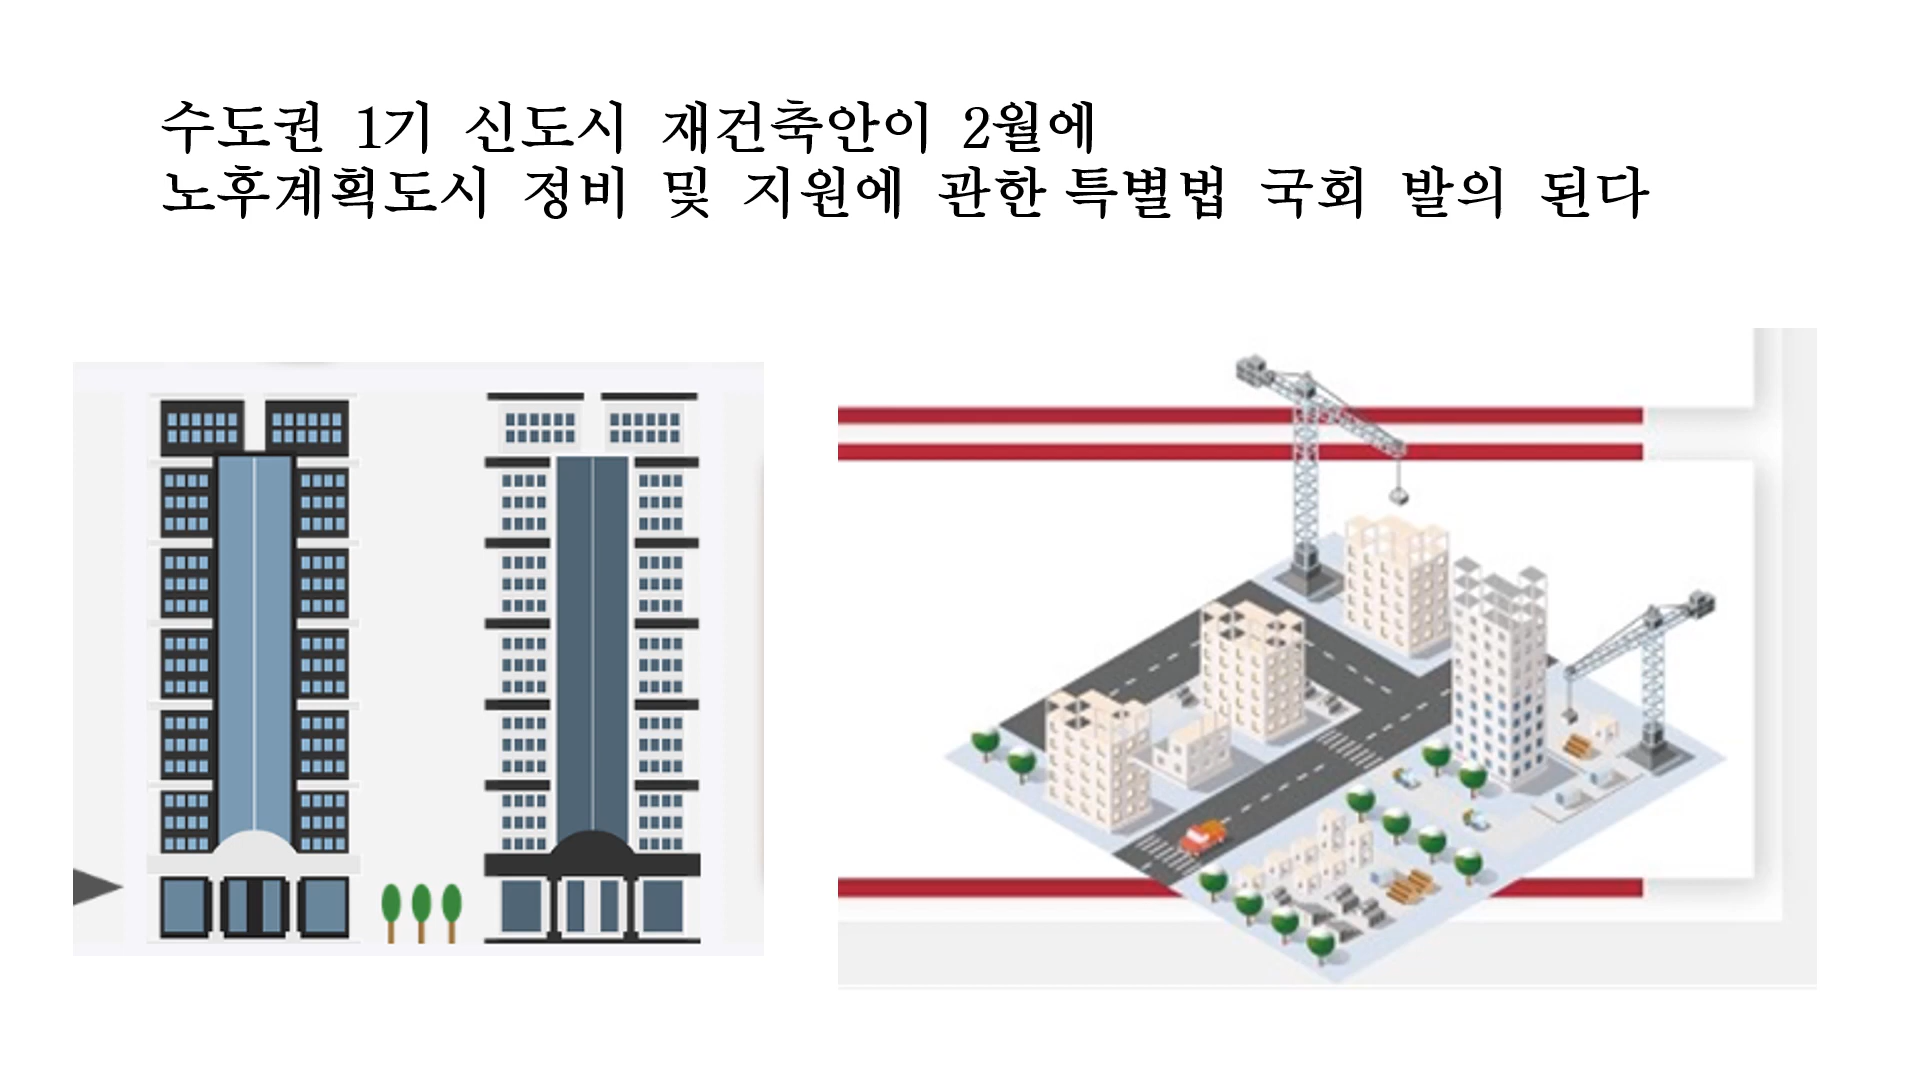 수도권 1기 신도시 재건축안이 2월에
노후계획도시 정비 및 지원에 관한 특별법 국회 발의 된다